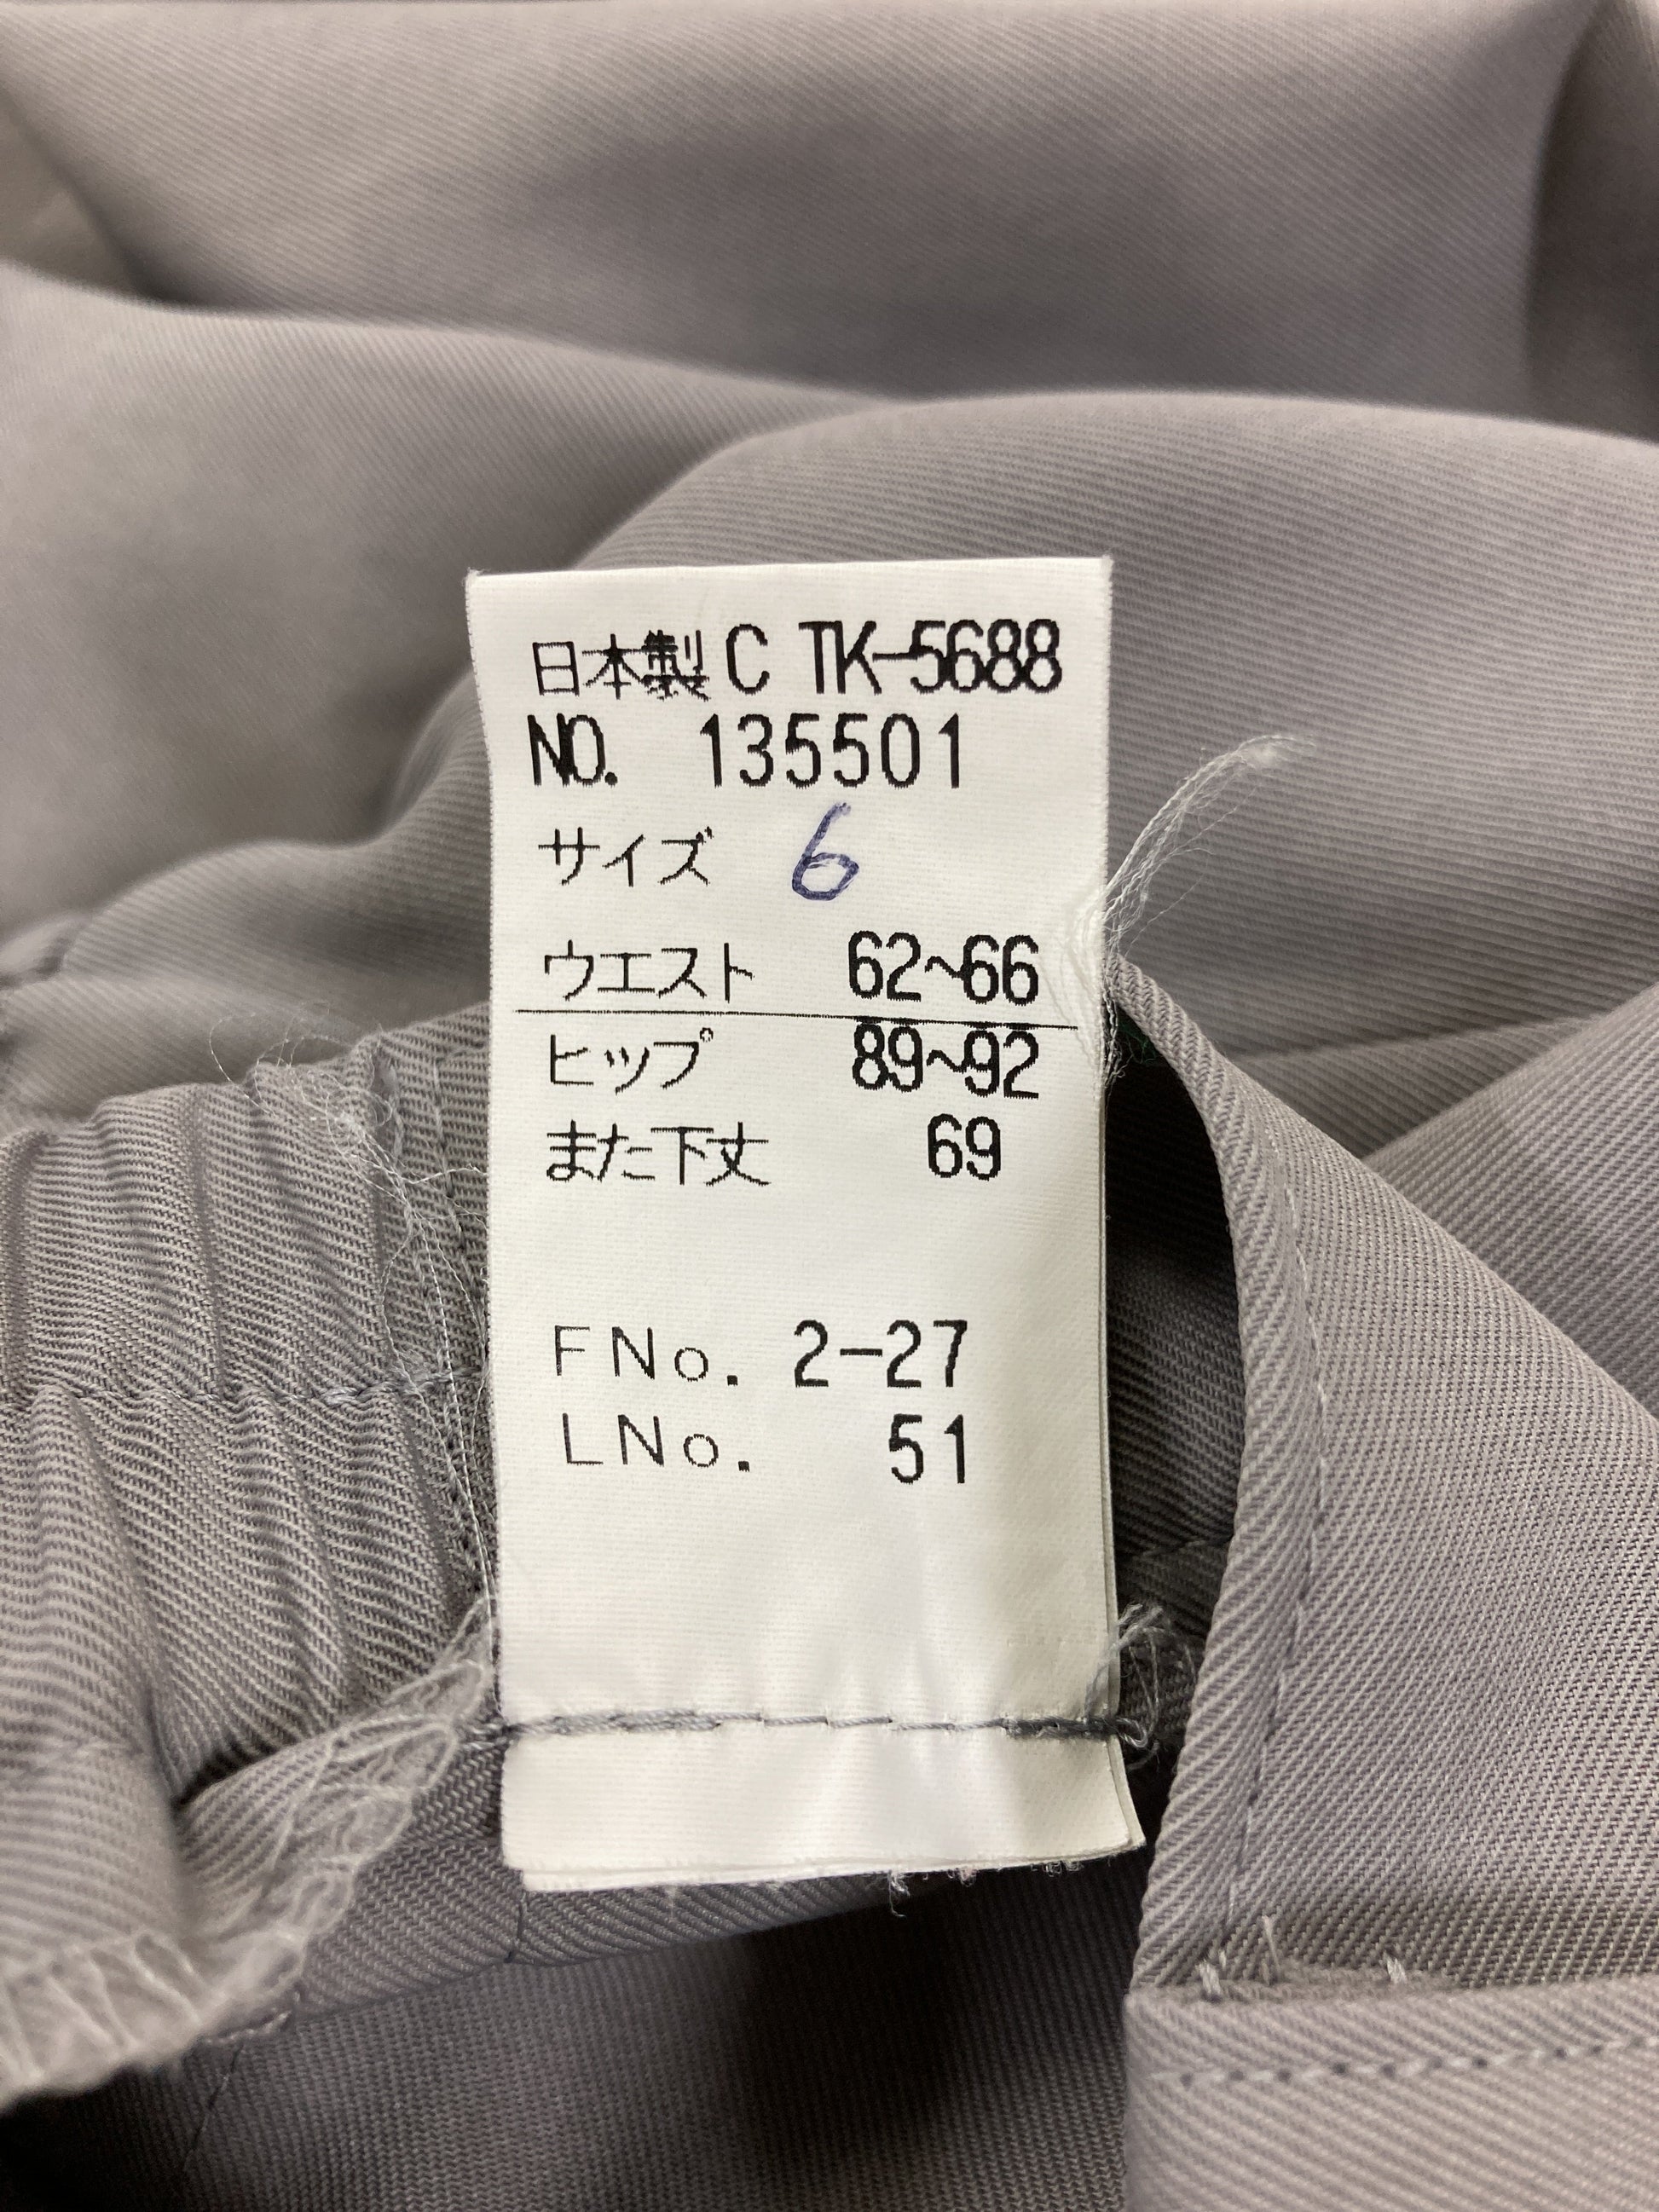 日本製 C TK-5688
NO. 135501
サイズ 6
ウエスト 62~66
ヒップ 89~92
また下丈 69
FNo. 2-27
LNo. 51